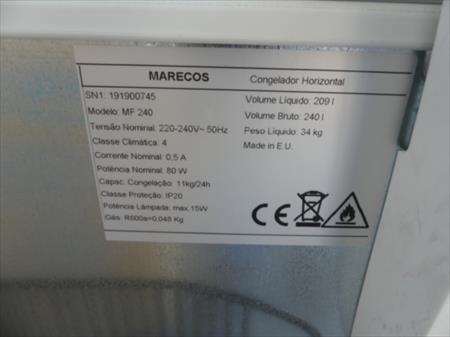 MARECOS
Congelador Horizontal
SN1: 191900745
Modelo: MF 240
Tensão Nominal: 220-240V~ 50Hz
Classe Climática: 4
Corrente Nominal: 0,5 A
Potência Nominal: 80 W
Capac. Congelação: 11kg/24h
Classe Proteção: IP20
Potência Lâmpada: max.15W
Gás: R600a=0,048 Kg
Volume Líquido: 209 l
Volume Bruto: 240 l
Peso Líquido: 34 kg
Made in E.U.
CE